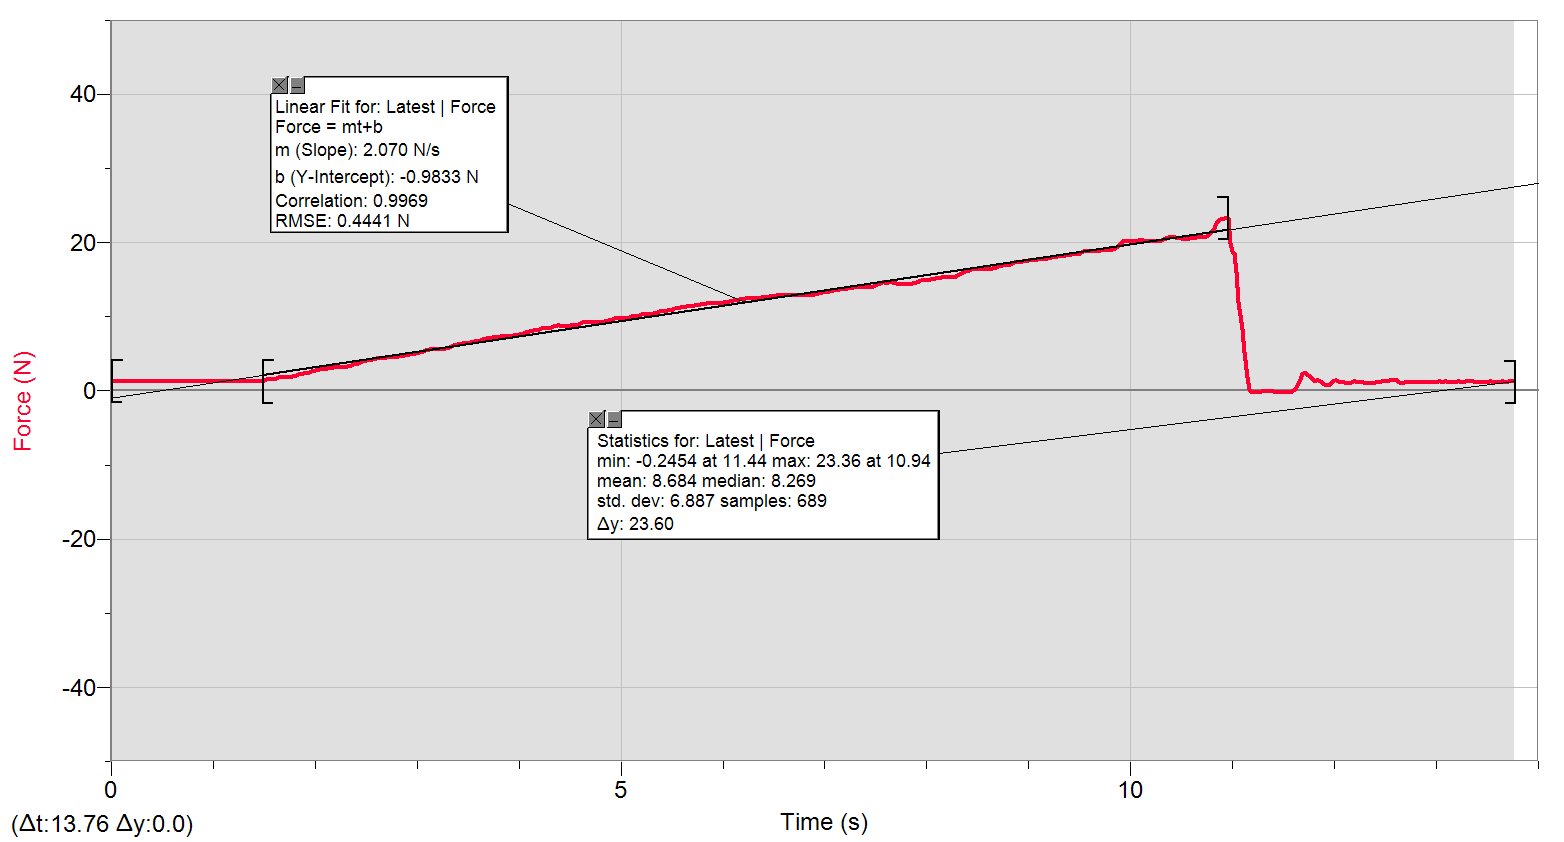 40
20
0
-20
-40
Force (N)
Linear Fit for: Latest | Force
Force = mt+b
m (Slope): 2.070 N/s
b (Y-Intercept): -0.9833 N
Correlation: 0.9969
RMSE: 0.4441 N
Statistics for: Latest | Force
min: -0.2454 at 11.44 max: 23.36 at 10.94
mean: 8.684 median: 8.269
std. dev: 6.887 samples: 689
Δy: 23.60
0 5 10
(Δt:13.76 Δy:0.0)
Time (s)